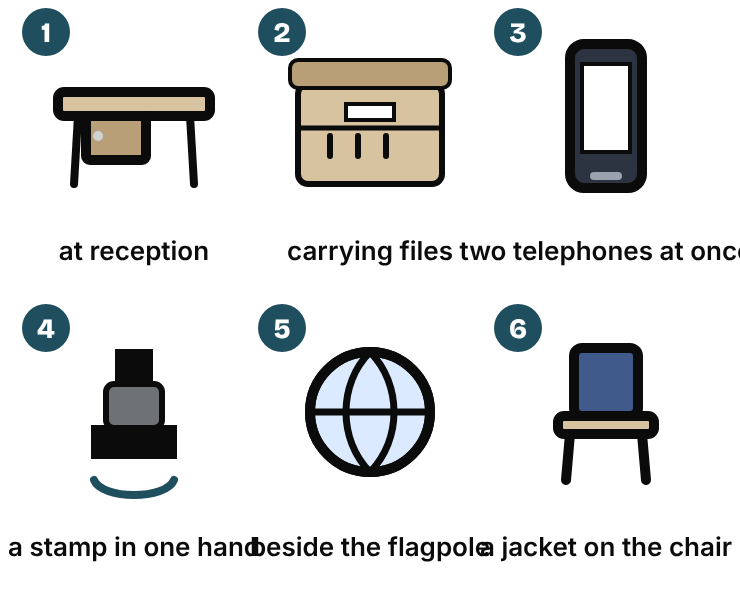 1
2
3
at reception
carrying files
two telephones at once
4
5
6
a stamp in one hand
beside the flagpole
a jacket on the chair